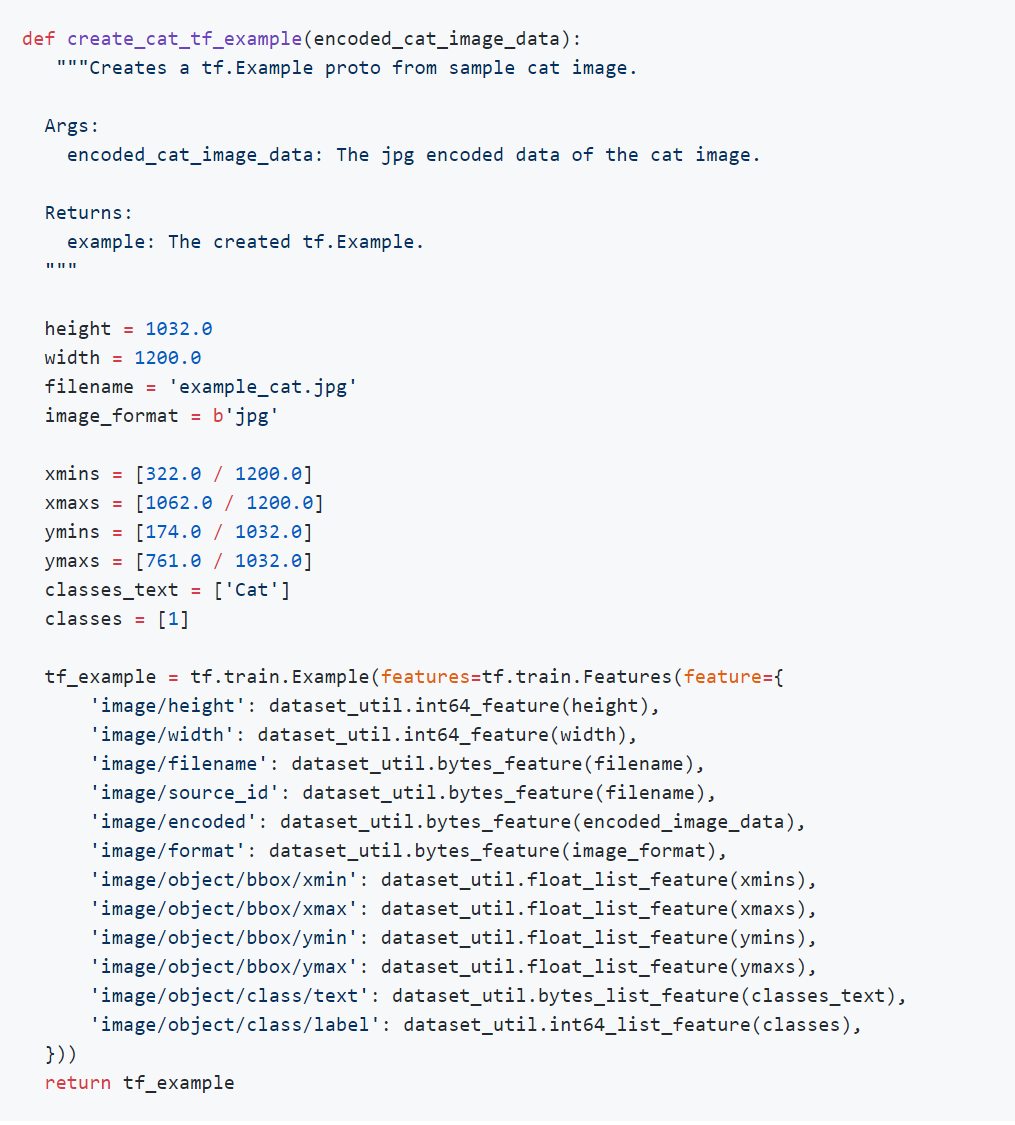 def create_cat_tf_example(encoded_cat_image_data):
   """Creates a tf.Example proto from sample cat image.

  Args:
    encoded_cat_image_data: The jpg encoded data of the cat image.

  Returns:
    example: The created tf.Example.
  """

  height = 1032.0
  width = 1200.0
  filename = 'example_cat.jpg'
  image_format = b'jpg'

  xmins = [322.0 / 1200.0]
  xmaxs = [1062.0 / 1200.0]
  ymins = [174.0 / 1032.0]
  ymaxs = [761.0 / 1032.0]
  classes_text = ['Cat']
  classes = [1]

  tf_example = tf.train.Example(features=tf.train.Features(feature={
      'image/height': dataset_util.int64_feature(height),
      'image/width': dataset_util.int64_feature(width),
      'image/filename': dataset_util.bytes_feature(filename),
      'image/source_id': dataset_util.bytes_feature(filename),
      'image/encoded': dataset_util.bytes_feature(encoded_image_data),
      'image/format': dataset_util.bytes_feature(image_format),
      'image/object/bbox/xmin': dataset_util.float_list_feature(xmins),
      'image/object/bbox/xmax': dataset_util.float_list_feature(xmaxs),
      'image/object/bbox/ymin': dataset_util.float_list_feature(ymins),
      'image/object/bbox/ymax': dataset_util.float_list_feature(ymaxs),
      'image/object/class/text': dataset_util.bytes_list_feature(classes_text),
      'image/object/class/label': dataset_util.int64_list_feature(classes),
  }))
  return tf_example